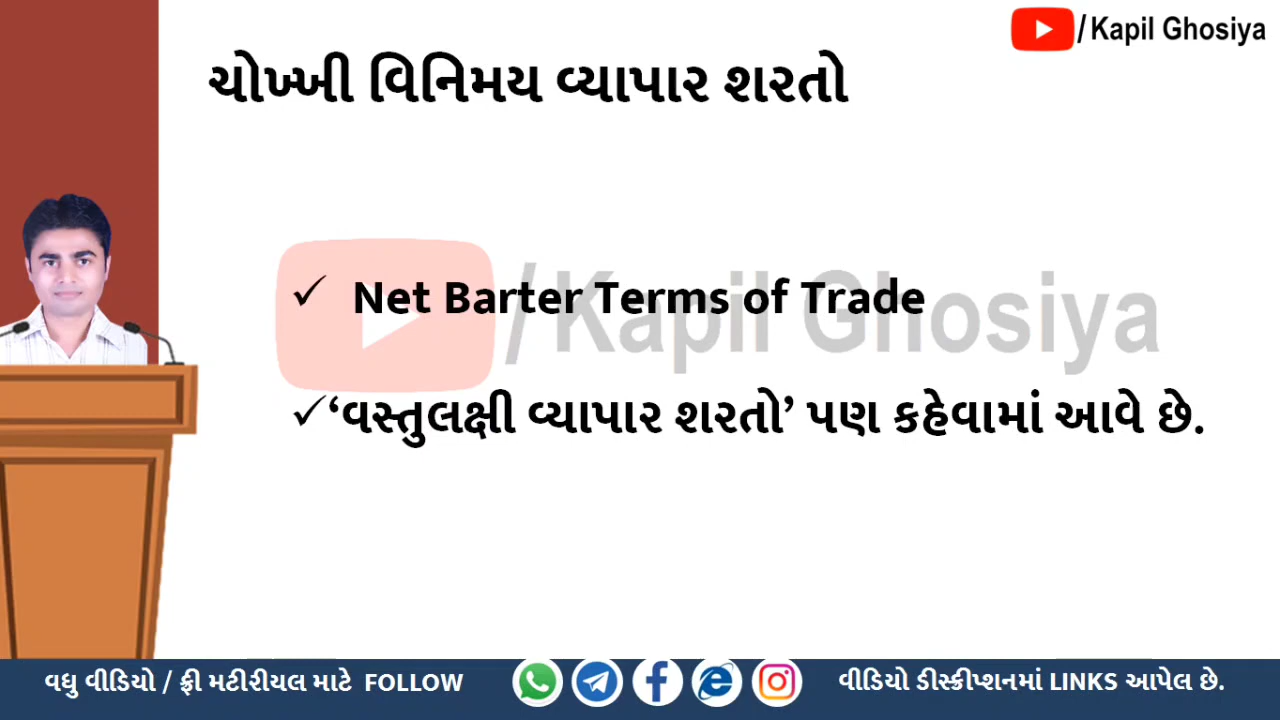 /Kapil Ghosiya
ચોખ્ખી વિનિમય વ્યાપાર શરતો
/Kapil Ghosiya
✓ Net Barter Terms of Trade
✓‘વસ્તુલક્ષી વ્યાપાર શરતો’ પણ કહેવામાં આવે છે.
વધુ વીડિયો / ફ્રી મટીરીયલ માટે FOLLOW
વીડિયો ડીસ્ક્રીપ્શનમાં LINKS આપેલ છે.